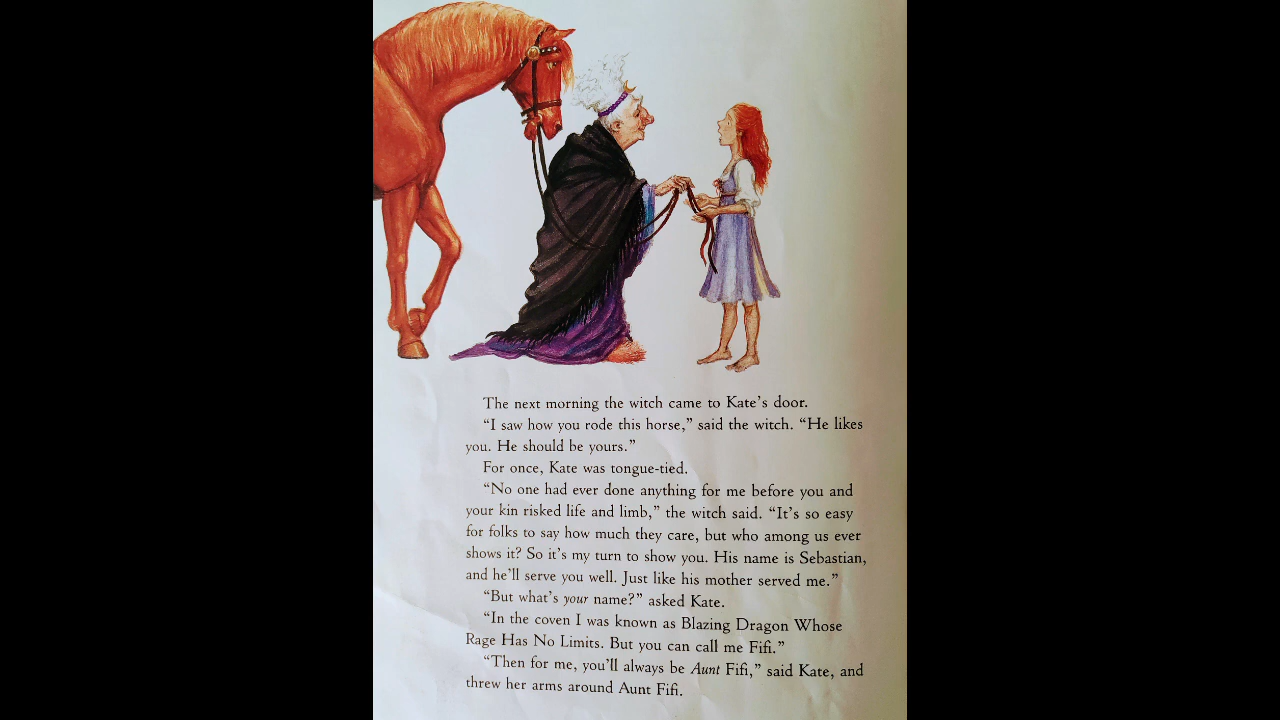 The next morning the witch came to Kate's door.
“I saw how you rode this horse,” said the witch. “He likes
you. He should be yours.”
For once, Kate was tongue-tied.
“No one had ever done anything for me before you and
your kin risked life and limb,” the witch said. “It's so easy
for folks to say how much they care, but who among us ever
shows it? So it's my turn to show you. His name is Sebastian,
and he'll serve you well. Just like his mother served me.”
“But what's your name?” asked Kate.
“In the coven I was known as Blazing Dragon Whose
Rage Has No Limits. But you can call me Fifi.”
“Then for me, you'll always be Aunt Fifi,” said Kate, and
threw her arms around Aunt Fifi.